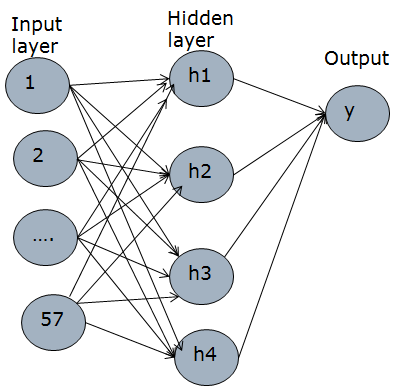 Input
layer
Hidden
layer
Output
1
2
....
57
h1
h2
h3
h4
y